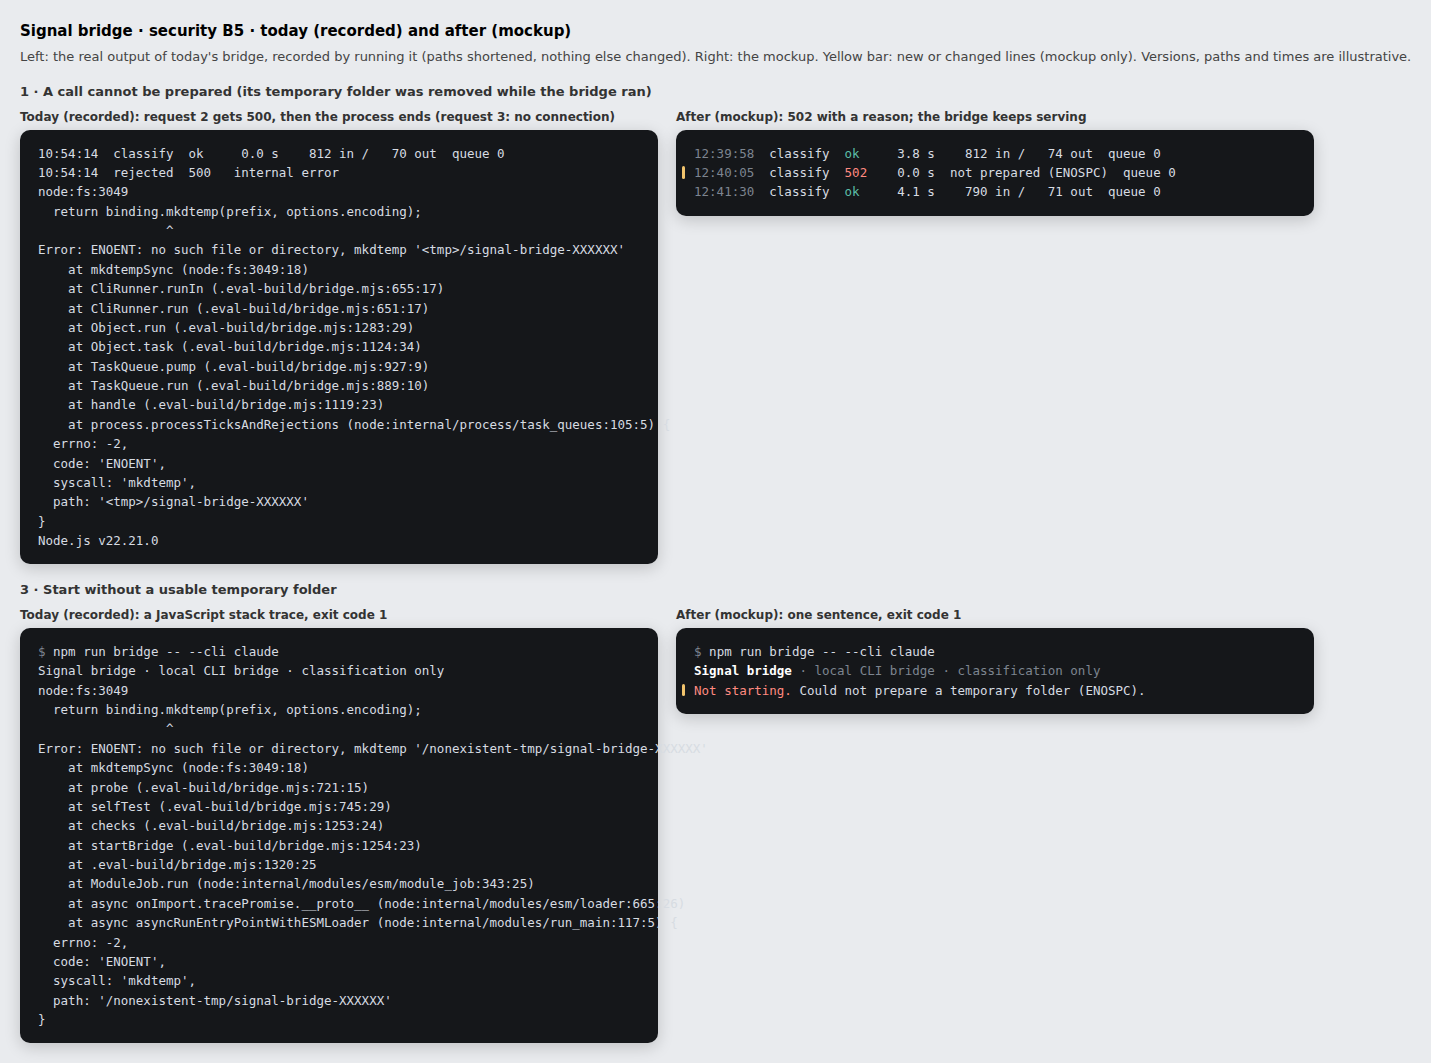 Signal bridge · security B5 · today (recorded) and after (mockup)
Left: the real output of today's bridge, recorded by running it (paths shortened, nothing else changed). Right: the mockup. Yellow bar: new or changed lines (mockup only). Versions, paths and times are illustrative.
1 · A call cannot be prepared (its temporary folder was removed while the bridge ran)
Today (recorded): request 2 gets 500, then the process ends (request 3: no connection)
10:54:14  classify  ok     0.0 s    812 in /   70 out  queue 0
10:54:14  rejected  500   internal error
node:fs:3049
  return binding.mkdtemp(prefix, options.encoding);
                 ^
Error: ENOENT: no such file or directory, mkdtemp '<tmp>/signal-bridge-XXXXXX'
    at mkdtempSync (node:fs:3049:18)
    at CliRunner.runIn (.eval-build/bridge.mjs:655:17)
    at CliRunner.run (.eval-build/bridge.mjs:651:17)
    at Object.run (.eval-build/bridge.mjs:1283:29)
    at Object.task (.eval-build/bridge.mjs:1124:34)
    at TaskQueue.pump (.eval-build/bridge.mjs:927:9)
    at TaskQueue.run (.eval-build/bridge.mjs:889:10)
    at handle (.eval-build/bridge.mjs:1119:23)
    at process.processTicksAndRejections (node:internal/process/task_queues:105:5) {
  errno: -2,
  code: 'ENOENT',
  syscall: 'mkdtemp',
  path: '<tmp>/signal-bridge-XXXXXX'
}
Node.js v22.21.0
After (mockup): 502 with a reason; the bridge keeps serving
12:39:58  classify  ok     3.8 s    812 in /   74 out  queue 0
12:40:05  classify  502    0.0 s  not prepared (ENOSPC)  queue 0
12:41:30  classify  ok     4.1 s    790 in /   71 out  queue 0
3 · Start without a usable temporary folder
Today (recorded): a JavaScript stack trace, exit code 1
$ npm run bridge -- --cli claude
Signal bridge · local CLI bridge · classification only
node:fs:3049
  return binding.mkdtemp(prefix, options.encoding);
                 ^
Error: ENOENT: no such file or directory, mkdtemp '/nonexistent-tmp/signal-bridge-XXXXXX'
    at mkdtempSync (node:fs:3049:18)
    at probe (.eval-build/bridge.mjs:721:15)
    at selfTest (.eval-build/bridge.mjs:745:29)
    at checks (.eval-build/bridge.mjs:1253:24)
    at startBridge (.eval-build/bridge.mjs:1254:23)
    at .eval-build/bridge.mjs:1320:25
    at ModuleJob.run (node:internal/modules/esm/module_job:343:25)
    at async onImport.tracePromise.__proto__ (node:internal/modules/esm/loader:665:26)
    at async asyncRunEntryPointWithESMLoader (node:internal/modules/run_main:117:5) {
  errno: -2,
  code: 'ENOENT',
  syscall: 'mkdtemp',
  path: '/nonexistent-tmp/signal-bridge-XXXXXX'
}
After (mockup): one sentence, exit code 1
$ npm run bridge -- --cli claude
Signal bridge · local CLI bridge · classification only
Not starting. Could not prepare a temporary folder (ENOSPC).